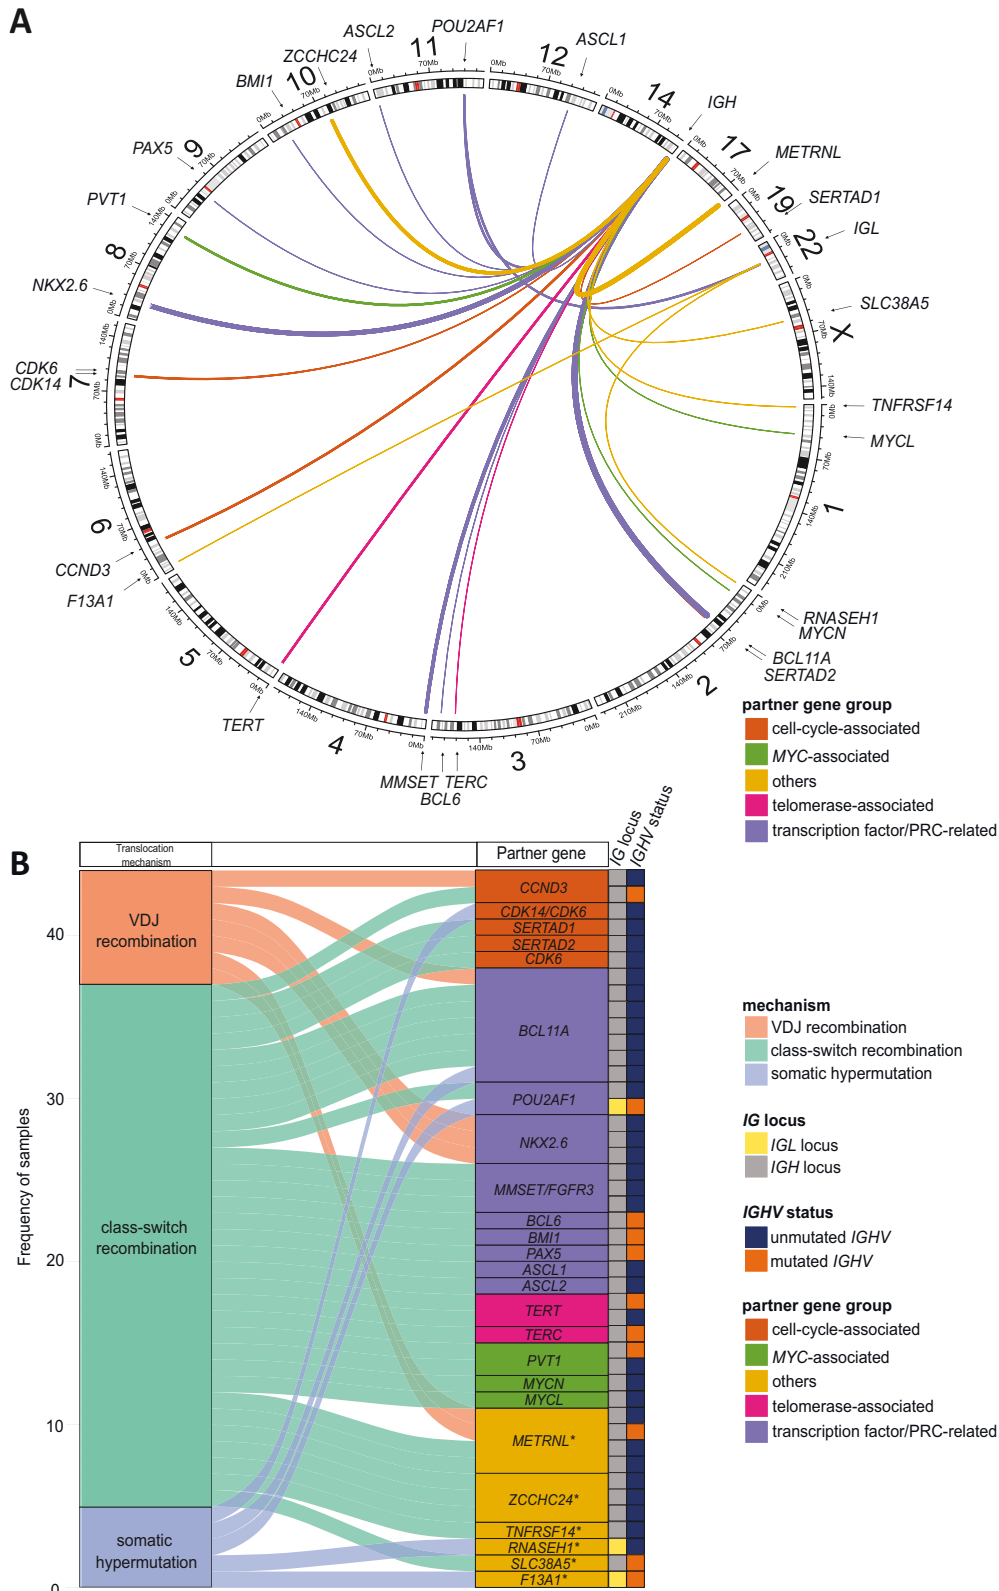 A
ASCL2
POU2AF1
ASCL1
ZCCHC24
BMI1
IGH
PAX5
METRNL
PVT1
SERTAD1
IGL
NKX2.6
SLC38A5
CDK6
CDK14
TNFRSF14
MYCL
CCND3
F13A1
RNASEH1
MYCN
BCL11A
SERTAD2
TERT
MMSET TERC
BCL6
11
12
10
14
9
17
19
8
22
X
7
1
6
5
2
4
3
0Mb
70Mb
140Mb
210Mb
partner gene group
cell-cycle-associated
MYC-associated
others
telomerase-associated
transcription factor/PRC-related
B
Translocation
mechanism
Partner gene
IG locus
IGHV status
Frequency of samples
40
30
20
10
0
VDJ
recombination
class-switch
recombination
somatic
hypermutation
CCND3
CDK14/CDK6
SERTAD1
SERTAD2
CDK6
BCL11A
POU2AF1
NKX2.6
MMSET/FGFR3
BCL6
BMI1
PAX5
ASCL1
ASCL2
TERT
TERC
PVT1
MYCN
MYCL
METRNL*
ZCCHC24*
TNFRSF14*
RNASEH1*
SLC38A5*
F13A1*
mechanism
VDJ recombination
class-switch recombination
somatic hypermutation
IG locus
IGL locus
IGH locus
IGHV status
unmutated IGHV
mutated IGHV
partner gene group
cell-cycle-associated
MYC-associated
others
telomerase-associated
transcription factor/PRC-related